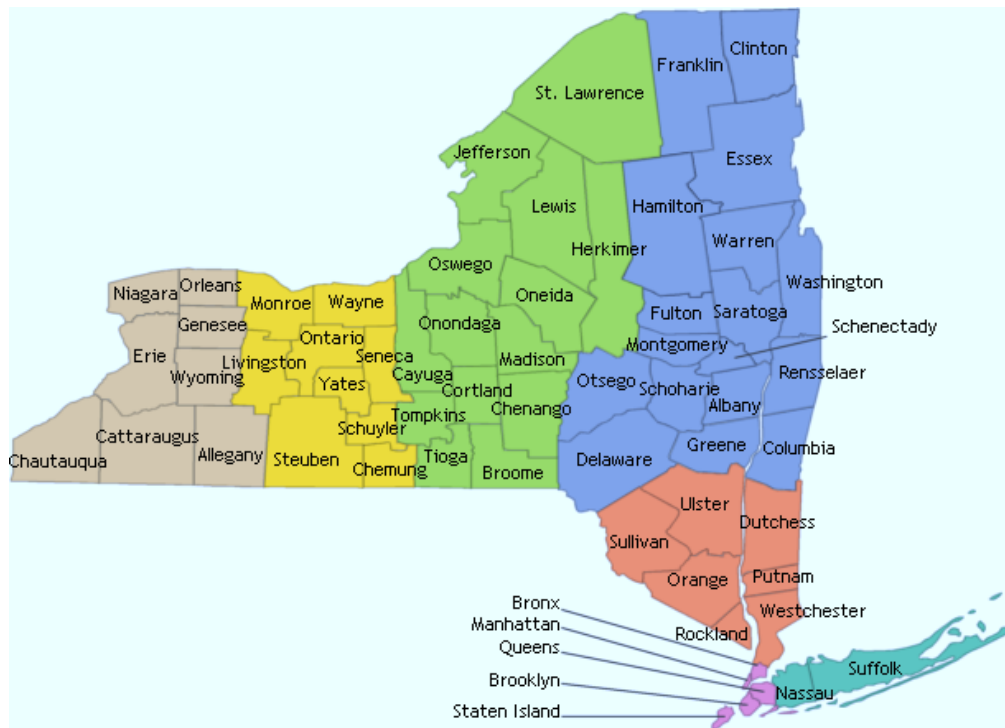 Clinton
Franklin
St. Lawrence
Jefferson
Essex
Lewis
Hamilton
Herkimer
Warren
Oswego
Washington
Niagara
Orleans
Monroe
Wayne
Oneida
Genesee
Onondaga
Fulton
Saratoga
Schenectady
Ontario
Montgomery
Erie
Livingston
Seneca
Madison
Wyoming
Cayuga
Rensselaer
Yates
Cortland
Otsego
Schoharie
Albany
Tompkins
Chenango
Cattaraugus
Schuyler
Greene
Columbia
Chautauqua
Allegany
Steuben
Tioga
Delaware
Chemung
Broome
Ulster
Dutchess
Sullivan
Orange
Putnam
Bronx
Westchester
Manhattan
Rockland
Queens
Suffolk
Brooklyn
Nassau
Staten Island